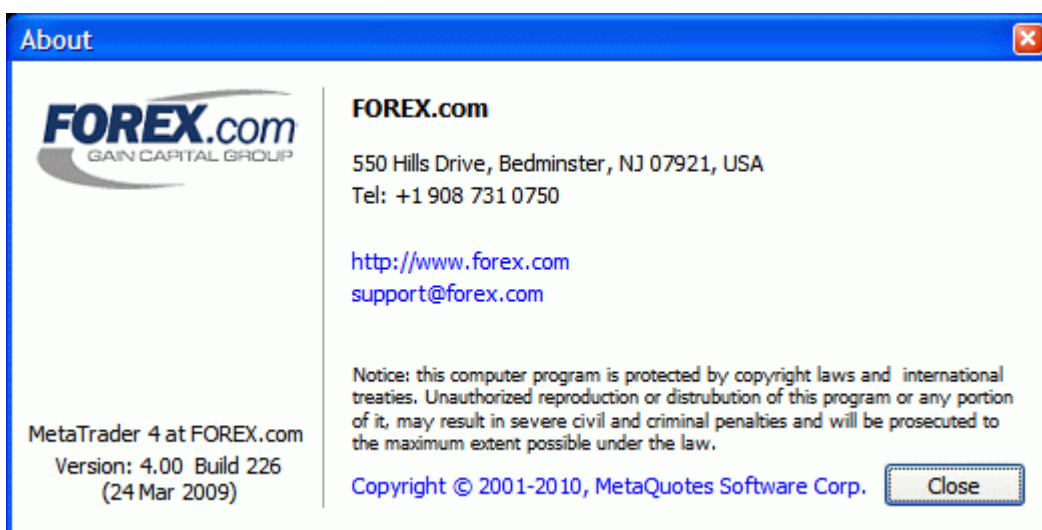 About
FOREX.com
GAIN CAPITAL GROUP
MetaTrader 4 at FOREX.com
Version: 4.00 Build 226
(24 Mar 2009)
FOREX.com
550 Hills Drive, Bedminster, NJ 07921, USA
Tel: +1 908 731 0750
http://www.forex.com
support@forex.com
Notice: this computer program is protected by copyright laws and international
treaties. Unauthorized reproduction or distrubution of this program or any portion
of it, may result in severe civil and criminal penalties and will be prosecuted to
the maximum extent possible under the law.
Copyright © 2001-2010, MetaQuotes Software Corp.
Close